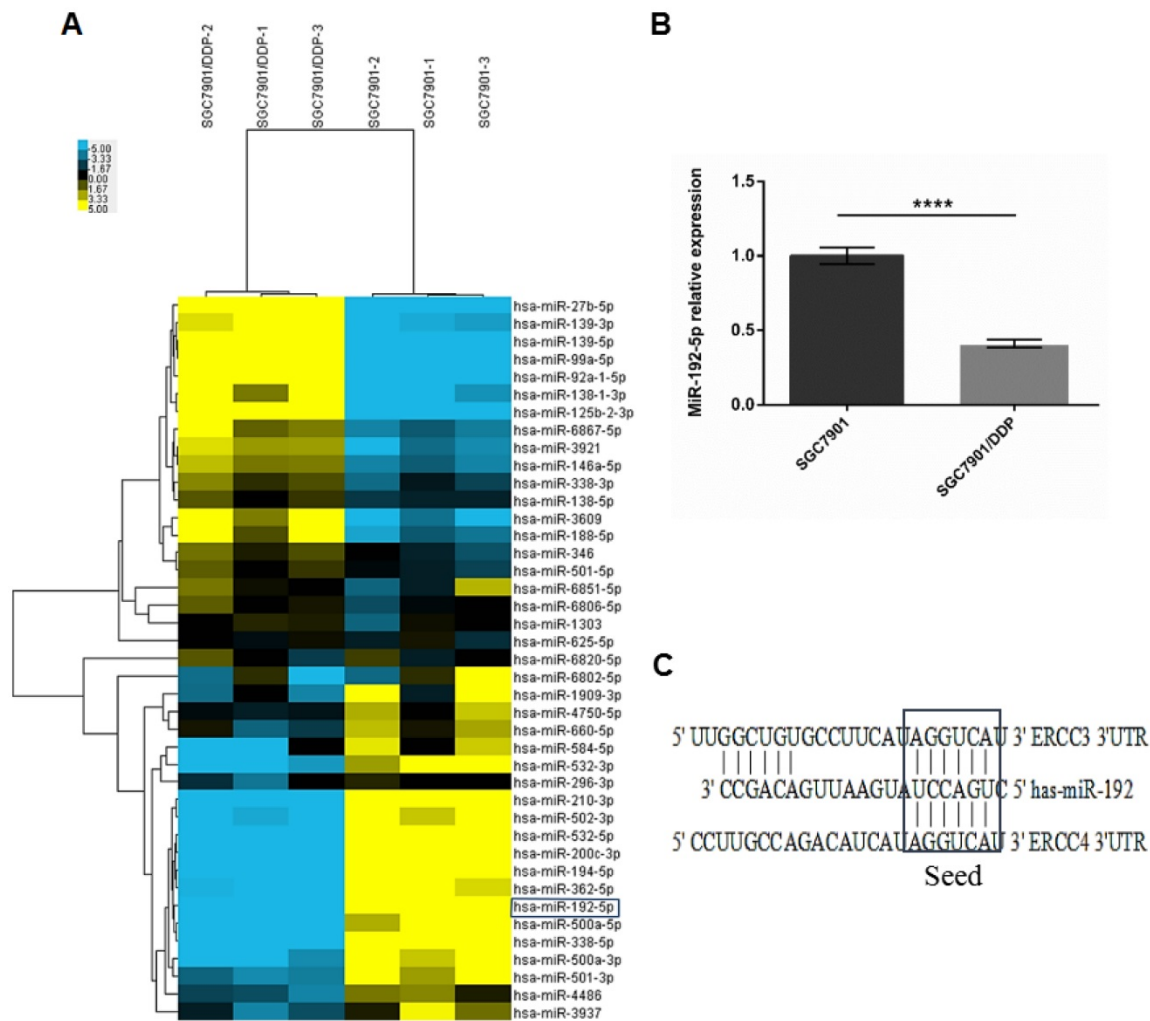 A
SGC7901/DDP-2
SGC7901/DDP-1
SGC7901/DDP-3
SGC7901-2
SGC7901-1
SGC7901-3
-5.00
-3.33
-1.67
0.00
1.67
3.33
5.00
hsa-miR-27b-5p
hsa-miR-139-3p
hsa-miR-139-5p
hsa-miR-99a-5p
hsa-miR-92a-1-5p
hsa-miR-138-1-3p
hsa-miR-125b-2-3p
hsa-miR-6867-5p
hsa-miR-3921
hsa-miR-146a-5p
hsa-miR-338-3p
hsa-miR-138-5p
hsa-miR-3609
hsa-miR-188-5p
hsa-miR-346
hsa-miR-501-5p
hsa-miR-6851-5p
hsa-miR-6806-5p
hsa-miR-1303
hsa-miR-625-5p
hsa-miR-6820-5p
hsa-miR-6802-5p
hsa-miR-1909-3p
hsa-miR-4750-5p
hsa-miR-660-5p
hsa-miR-584-5p
hsa-miR-532-3p
hsa-miR-296-3p
hsa-miR-210-3p
hsa-miR-502-3p
hsa-miR-532-5p
hsa-miR-200c-3p
hsa-miR-194-5p
hsa-miR-362-5p
hsa-miR-192-5p
hsa-miR-500a-5p
hsa-miR-338-5p
hsa-miR-500a-3p
hsa-miR-501-3p
hsa-miR-4486
hsa-miR-3937
B
MiR-192-5p relative expression
1.5
1.0
0.5
0.0
****
SGC7901
SGC7901/DDP
C
5' UUGGCUGUGCCUUCAUAGGUCAU 3' ERCC3 3'UTR
3' CCGACAGUUAAGUAUCCAGUC 5' has-miR-192
5' CCUUGCCAGACAUCAUAGGUCAU 3' ERCC4 3'UTR
Seed